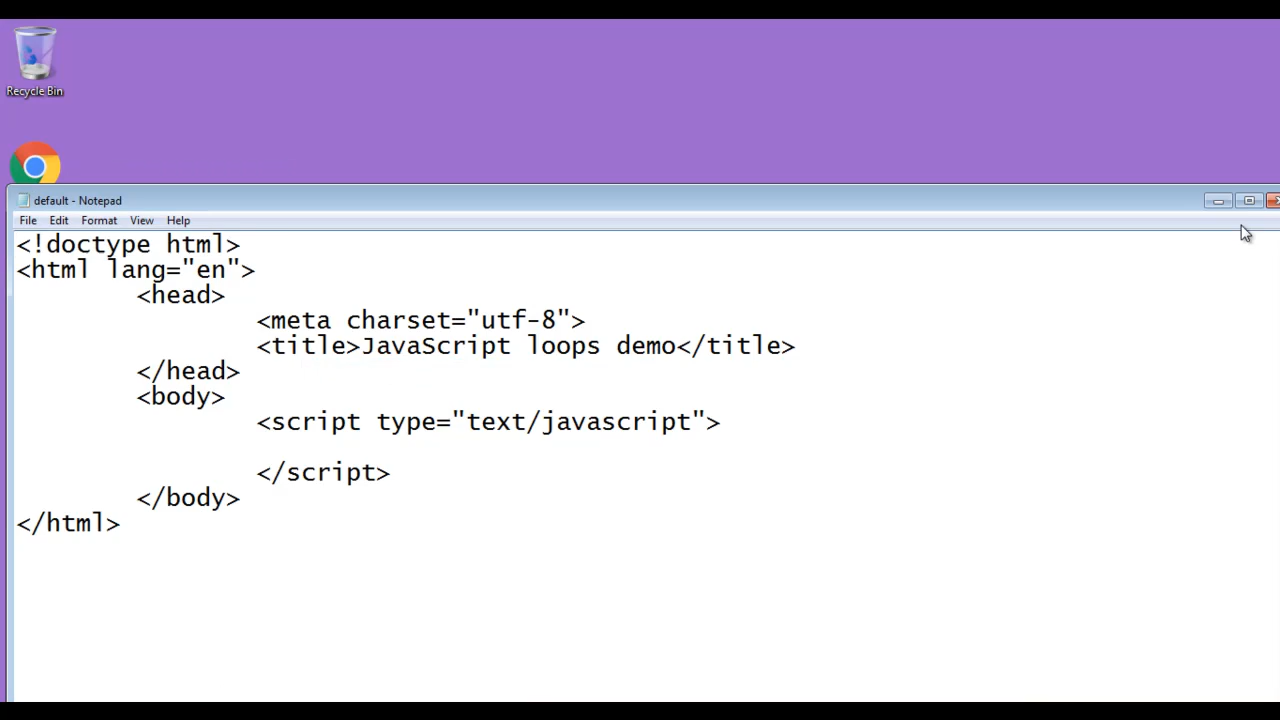 Recycle Bin
default - Notepad
File Edit Format View Help
<!doctype html>
<html lang="en">
<head>
<meta charset="utf-8">
<title>JavaScript loops demo</title>
</head>
<body>
<script type="text/javascript">
</script>
</body>
</html>